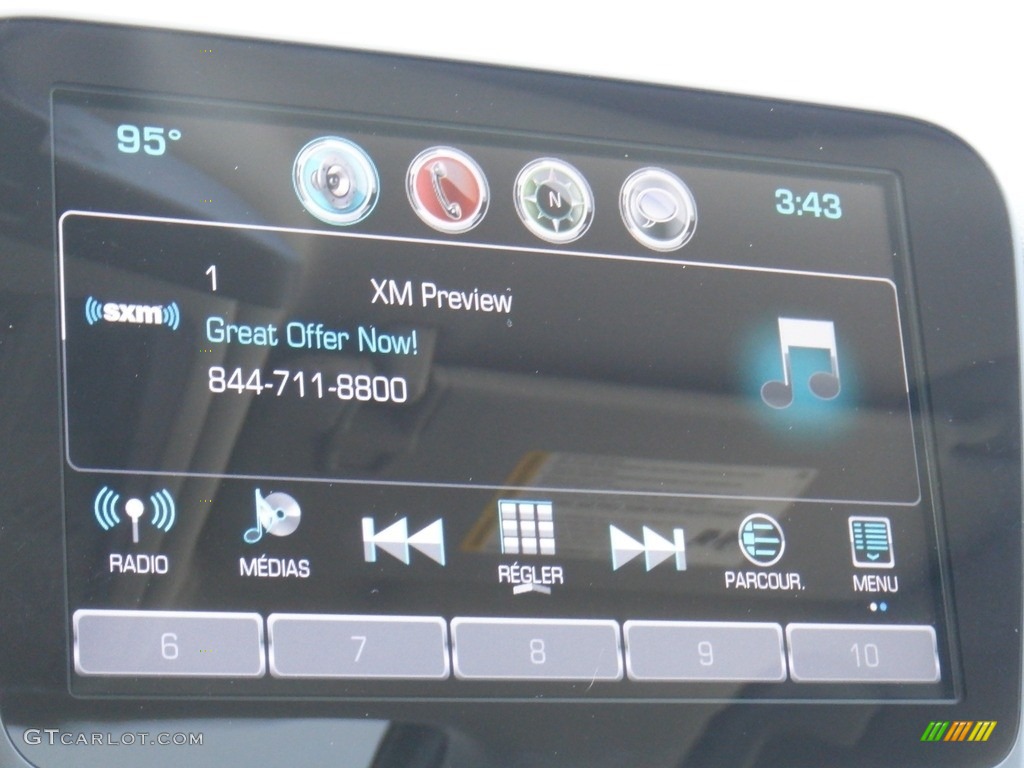 95°
3:43
N
1
XM Preview
((sxm))
Great Offer Now!
844-711-8800
RADIO
MÉDIAS
RÉGLER
PARCOUR.
MENU
6
7
8
9
10
GTCARLOT.COM